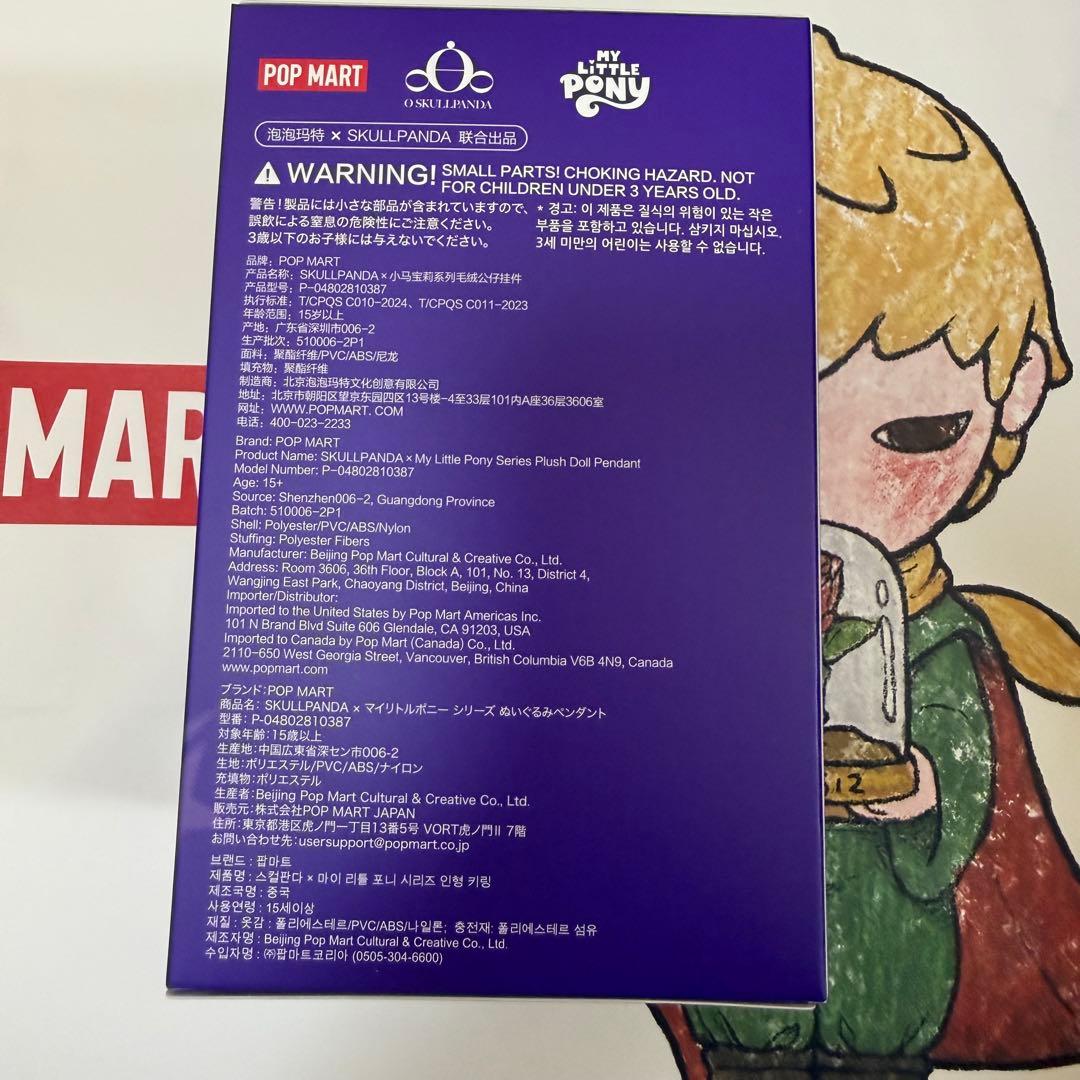 POP MART
O SKULLPANDA
MY LITTLE PONY
泡泡玛特 × SKULLPANDA 联合出品
WARNING! SMALL PARTS! CHOKING HAZARD. NOT FOR CHILDREN UNDER 3 YEARS OLD.
警告!製品には小さな部品が含まれていますので、
誤飲による窒息の危険性にご注意ください。
3歳以下のお子様には与えないでください。
* 경고: 이 제품은 질식의 위험이 있는 작은
부품을 포함하고 있습니다. 삼키지 마십시오.
3세 미만의 어린이는 사용할 수 없습니다.
品牌: POP MART
产品名称: SKULLPANDA×小马宝莉系列毛绒公仔挂件
产品型号: P-04802810387
执行标准: T/CPQS C010-2024、T/CPQS C011-2023
年龄范围: 15岁以上
产地: 广东省深圳市006-2
生产批次: 510006-2P1
面料: 聚酯纤维/PVC/ABS/尼龙
填充物: 聚酯纤维
制造商: 北京泡泡玛特文化创意有限公司
地址: 北京市朝阳区望京东园四区13号楼-4至33层101内A座36层3606室
网址: WWW.POPMART. COM
电话: 400-023-2233
Brand: POP MART
Product Name: SKULLPANDA×My Little Pony Series Plush Doll Pendant
Model Number: P-04802810387
Age: 15+
Source: Shenzhen006-2, Guangdong Province
Batch: 510006-2P1
Shell: Polyester/PVC/ABS/Nylon
Stuffing: Polyester Fibers
Manufacturer: Beijing Pop Mart Cultural & Creative Co., Ltd.
Address: Room 3606, 36th Floor, Block A, 101, No. 13, District 4,
Wangjing East Park, Chaoyang District, Beijing, China
Importer/Distributor:
Imported to the United States by Pop Mart Americas Inc.
101 N Brand Blvd Suite 606 Glendale, CA 91203, USA
Imported to Canada by Pop Mart (Canada) Co., Ltd.
2110-650 West Georgia Street, Vancouver, British Columbia V6B 4N9, Canada
www.popmart.com
ブランド:POP MART
商品名: SKULLPANDA × マイリトルポニー シリーズ ぬいぐるみペンダント
型番: P-04802810387
対象年齢:15歳以上
生産地:中国広東省深セン市006-2
生地:ポリエステル/PVC/ABS/ナイロン
充填物:ポリエステル
生産者:Beijing Pop Mart Cultural & Creative Co., Ltd.
販売元:株式会社POP MART JAPAN
住所:東京都港区虎ノ門一丁目13番5号 VORT虎ノ門Ⅱ 7階
お問い合わせ先:usersupport@popmart.co.jp
브랜드 : 팝마트
제품명 : 스컬판다 × 마이 리틀 포니 시리즈 인형 키링
제조국명 : 중국
사용연령 : 15세이상
재질 : 옷감 : 폴리에스테르/PVC/ABS/나일론; 충전재: 폴리에스테르 섬유
제조자명 : Beijing Pop Mart Cultural & Creative Co., Ltd.
수입자명 : ㈜팝마트코리아 (0505-304-6600)
MAR
12